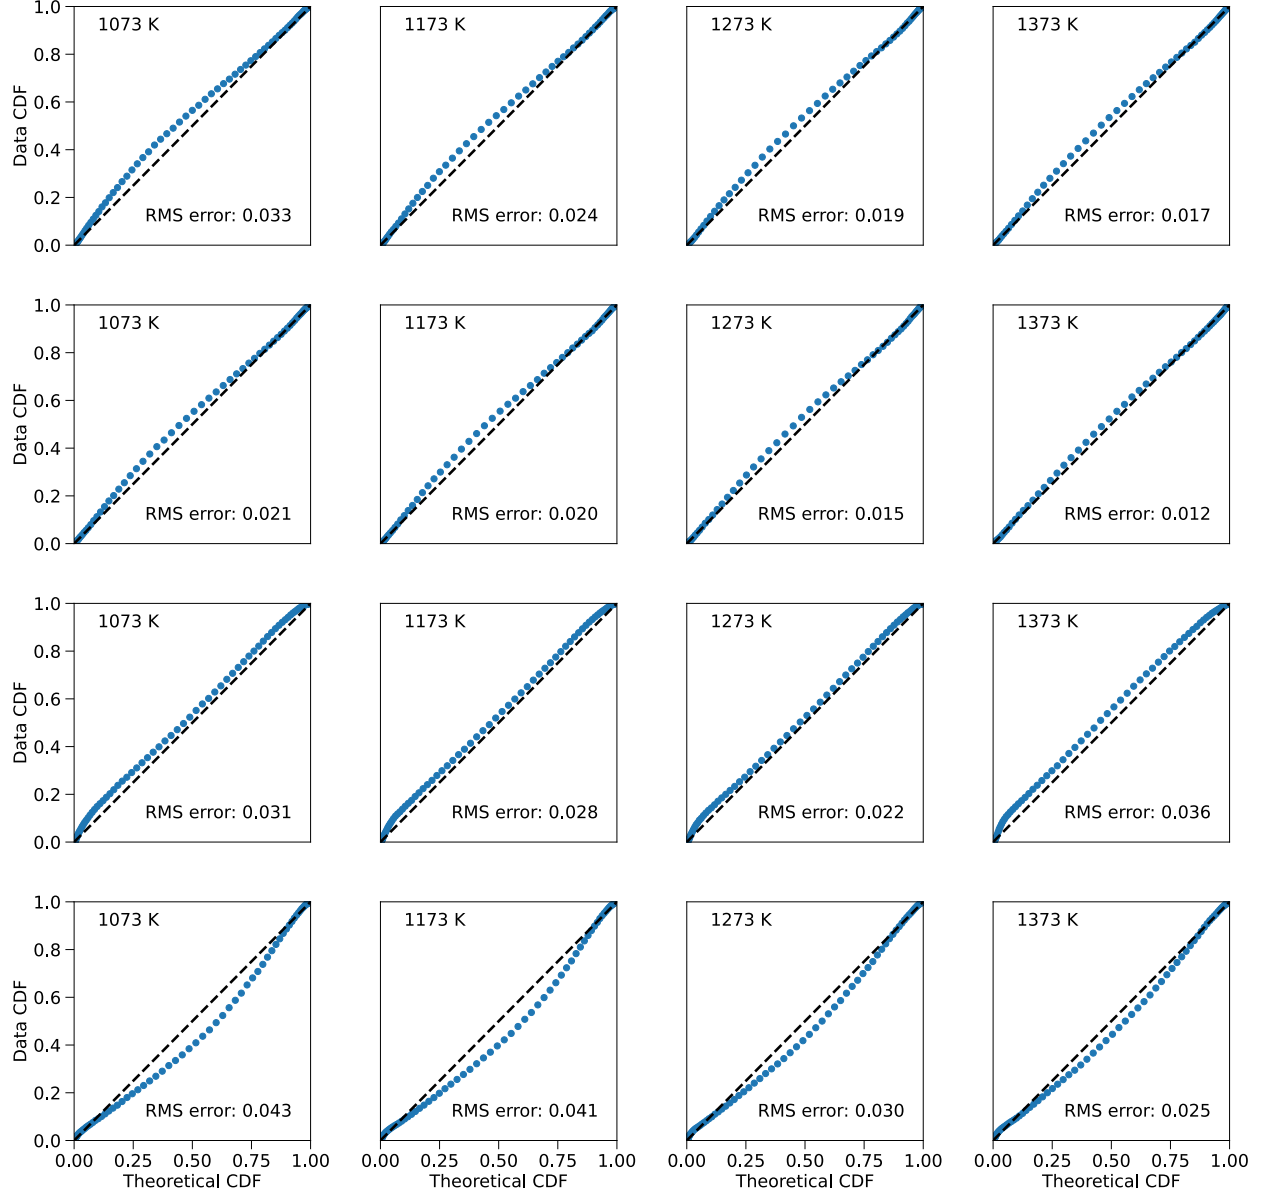 1.0
0.8
0.6
0.4
0.2
0.0
Data CDF
1073 K
RMS error: 0.033
1173 K
RMS error: 0.024
1273 K
RMS error: 0.019
1373 K
RMS error: 0.017
1.0
0.8
0.6
0.4
0.2
0.0
Data CDF
1073 K
RMS error: 0.021
1173 K
RMS error: 0.020
1273 K
RMS error: 0.015
1373 K
RMS error: 0.012
1.0
0.8
0.6
0.4
0.2
0.0
Data CDF
1073 K
RMS error: 0.031
1173 K
RMS error: 0.028
1273 K
RMS error: 0.022
1373 K
RMS error: 0.036
1.0
0.8
0.6
0.4
0.2
0.0
Data CDF
1073 K
RMS error: 0.043
1173 K
RMS error: 0.041
1273 K
RMS error: 0.030
1373 K
RMS error: 0.025
0.00 0.25 0.50 0.75 1.00
Theoretical CDF
0.00 0.25 0.50 0.75 1.00
Theoretical CDF
0.00 0.25 0.50 0.75 1.00
Theoretical CDF
0.00 0.25 0.50 0.75 1.00
Theoretical CDF